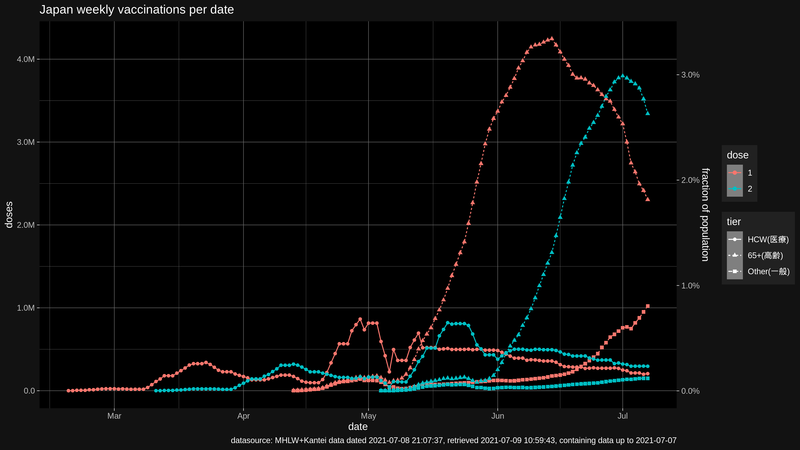 Japan weekly vaccinations per date
4.0M
3.0M
2.0M
1.0M
0.0
doses
3.0%
2.0%
1.0%
0.0%
fraction of population
Mar
Apr
May
Jun
Jul
date
dose
1
2
tier
HCW(医療)
65+(高齢)
Other(一般)
datasource: MHLW+Kantei data dated 2021-07-08 21:07:37, retrieved 2021-07-09 10:59:43, containing data up to 2021-07-07